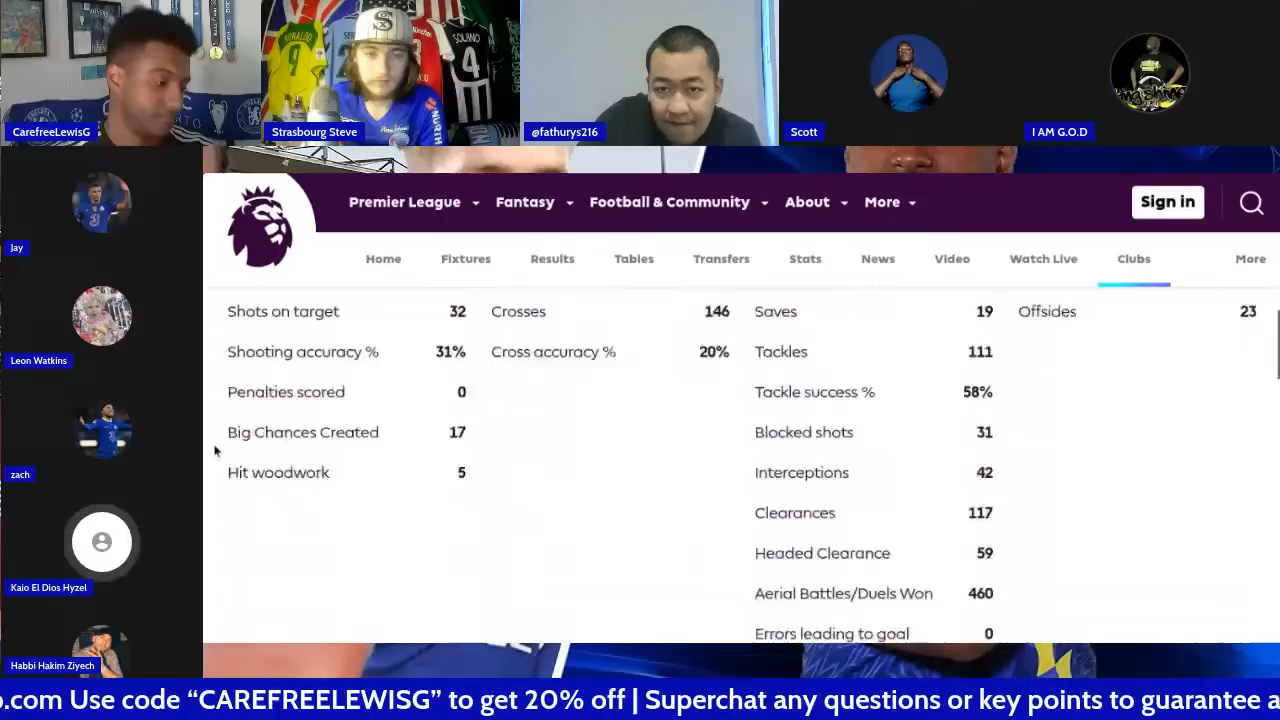 RONALDO
9
SOLANO
4
CarefreeLewisG
Strasbourg Steve
@fathurys216
Scott
I AM G.O.D
Jay
Leon Watkins
zach
Kaio El Dios Hyzel
Habbi Hakim Ziyech
Premier League
Fantasy
Football & Community
About
More
Sign in
Home
Fixtures
Results
Tables
Transfers
Stats
News
Video
Watch Live
Clubs
More
Shots on target 32
Shooting accuracy % 31%
Penalties scored 0
Big Chances Created 17
Hit woodwork 5
Crosses 146
Cross accuracy % 20%
Saves 19
Tackles 111
Tackle success % 58%
Blocked shots 31
Interceptions 42
Clearances 117
Headed Clearance 59
Aerial Battles/Duels Won 460
Errors leading to goal 0
Offsides 23
o.com Use code “CAREFREELEWISG” to get 20% off | Superchat any questions or key points to guarantee a